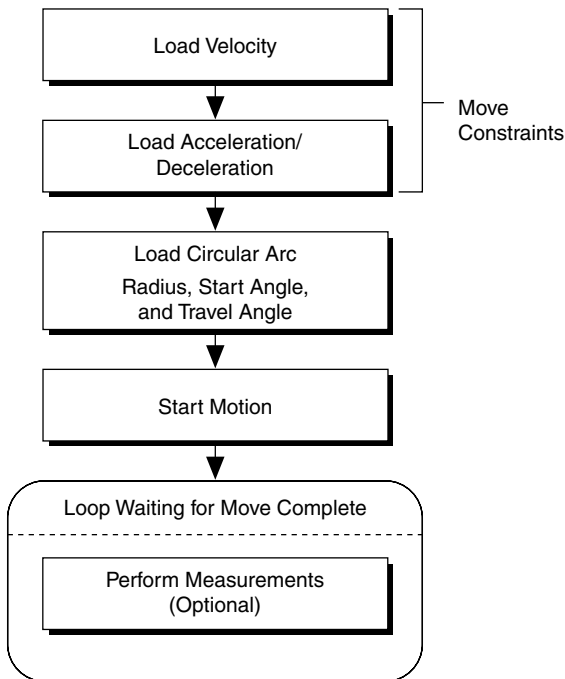 Load Velocity
Move
Constraints
Load Acceleration/
Deceleration
Load Circular Arc
Radius, Start Angle,
and Travel Angle
Start Motion
Loop Waiting for Move Complete
Perform Measurements
(Optional)